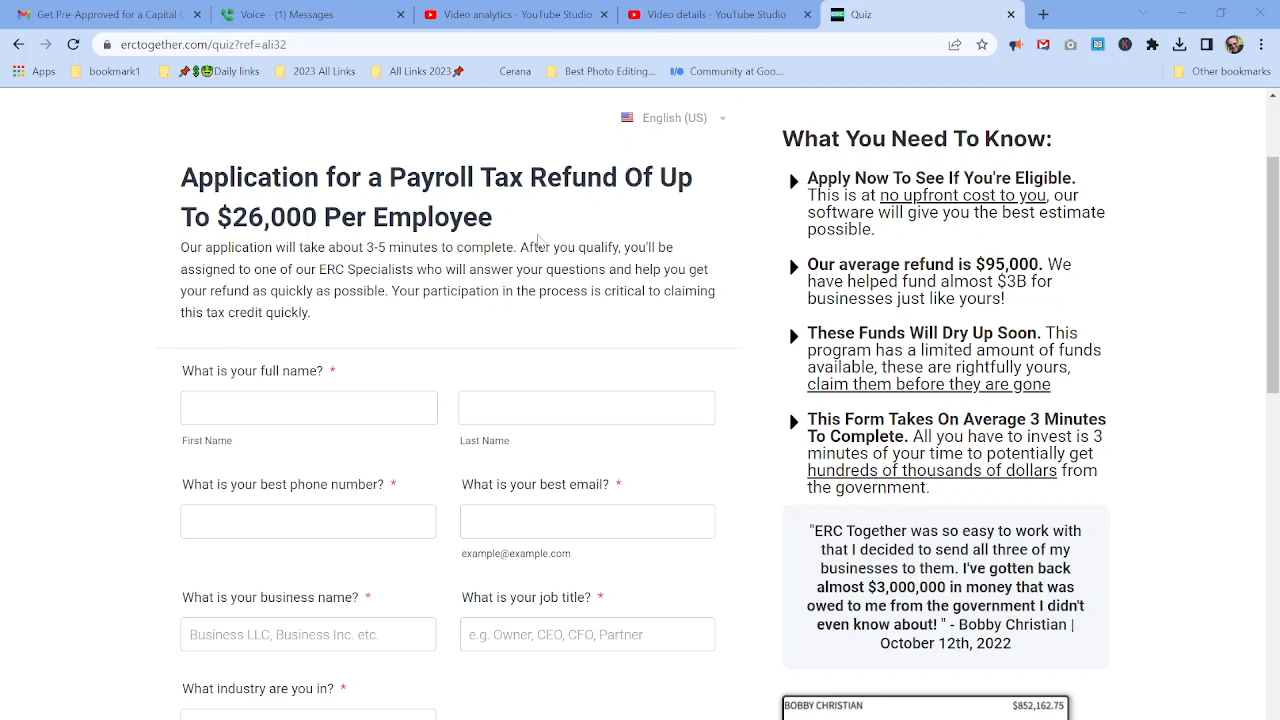 Get Pre-Approved for a Capital
Voice - (1) Messages
Video analytics - YouTube Studio
Video details - YouTube Studio
Quiz
erctogether.com/quiz?ref=ali32
Apps
bookmark1
Daily links
2023 All Links
All Links 2023
Cerana
Best Photo Editing...
Community at Goo...
Other bookmarks
English (US)
Application for a Payroll Tax Refund Of Up
To $26,000 Per Employee
Our application will take about 3-5 minutes to complete. After you qualify, you'll be
assigned to one of our ERC Specialists who will answer your questions and help you get
your refund as quickly as possible. Your participation in the process is critical to claiming
this tax credit quickly.
What is your full name? *
First Name
Last Name
What is your best phone number? *
What is your best email? *
example@example.com
What is your business name? *
What is your job title? *
Business LLC, Business Inc. etc.
e.g. Owner, CEO, CFO, Partner
What industry are you in? *
What You Need To Know:
Apply Now To See If You're Eligible.
This is at no upfront cost to you, our
software will give you the best estimate
possible.
Our average refund is $95,000. We
have helped fund almost $3B for
businesses just like yours!
These Funds Will Dry Up Soon. This
program has a limited amount of funds
available, these are rightfully yours,
claim them before they are gone
This Form Takes On Average 3 Minutes
To Complete. All you have to invest is 3
minutes of your time to potentially get
hundreds of thousands of dollars from
the government.
"ERC Together was so easy to work with
that I decided to send all three of my
businesses to them. I've gotten back
almost $3,000,000 in money that was
owed to me from the government I didn't
even know about! " - Bobby Christian |
October 12th, 2022
BOBBY CHRISTIAN
$852,162.75